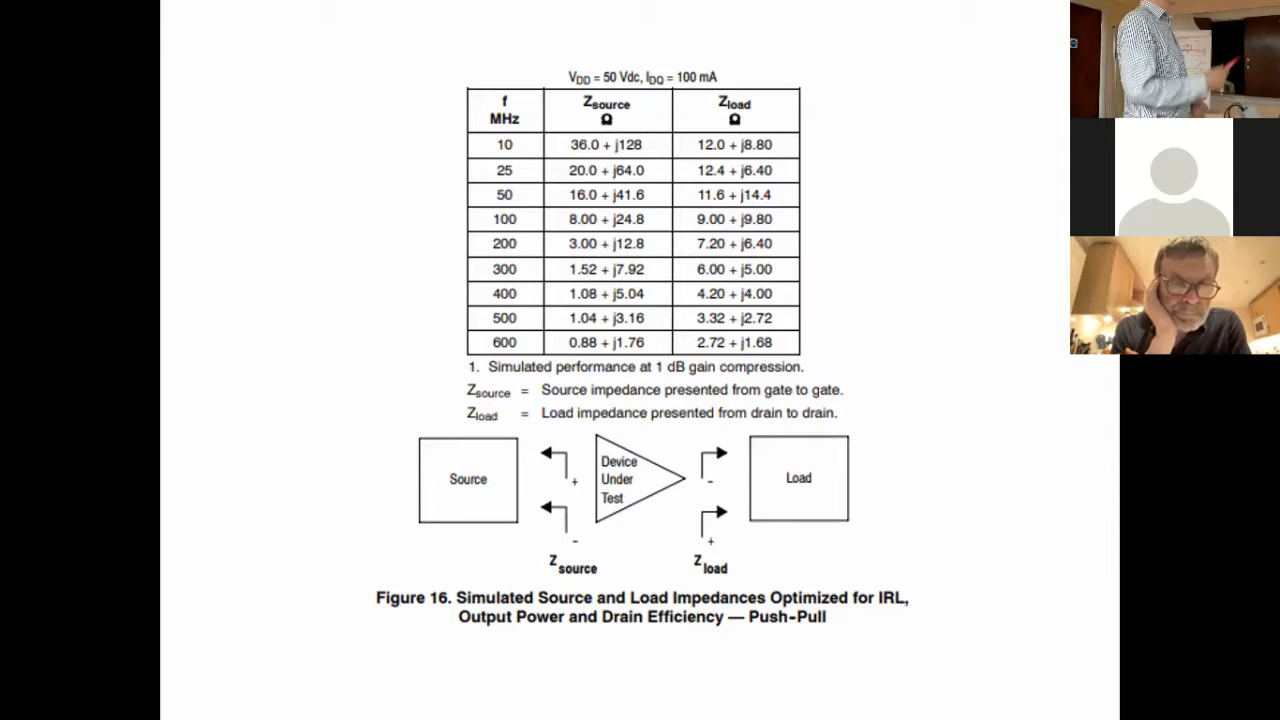 VDD = 50 Vdc, IDQ = 100 mA
f MHz Zsource Ω Zload Ω
10 36.0 + j128 12.0 + j8.80
25 20.0 + j64.0 12.4 + j6.40
50 16.0 + j41.6 11.6 + j14.4
100 8.00 + j24.8 9.00 + j9.80
200 3.00 + j12.8 7.20 + j6.40
300 1.52 + j7.92 6.00 + j5.00
400 1.08 + j5.04 4.20 + j4.00
500 1.04 + j3.16 3.32 + j2.72
600 0.88 + j1.76 2.72 + j1.68
1. Simulated performance at 1 dB gain compression.
Zsource = Source impedance presented from gate to gate.
Zload = Load impedance presented from drain to drain.
Source
+
-
Zsource
Device
Under
Test
-
+
Zload
Load
Figure 16. Simulated Source and Load Impedances Optimized for IRL,
Output Power and Drain Efficiency — Push-Pull